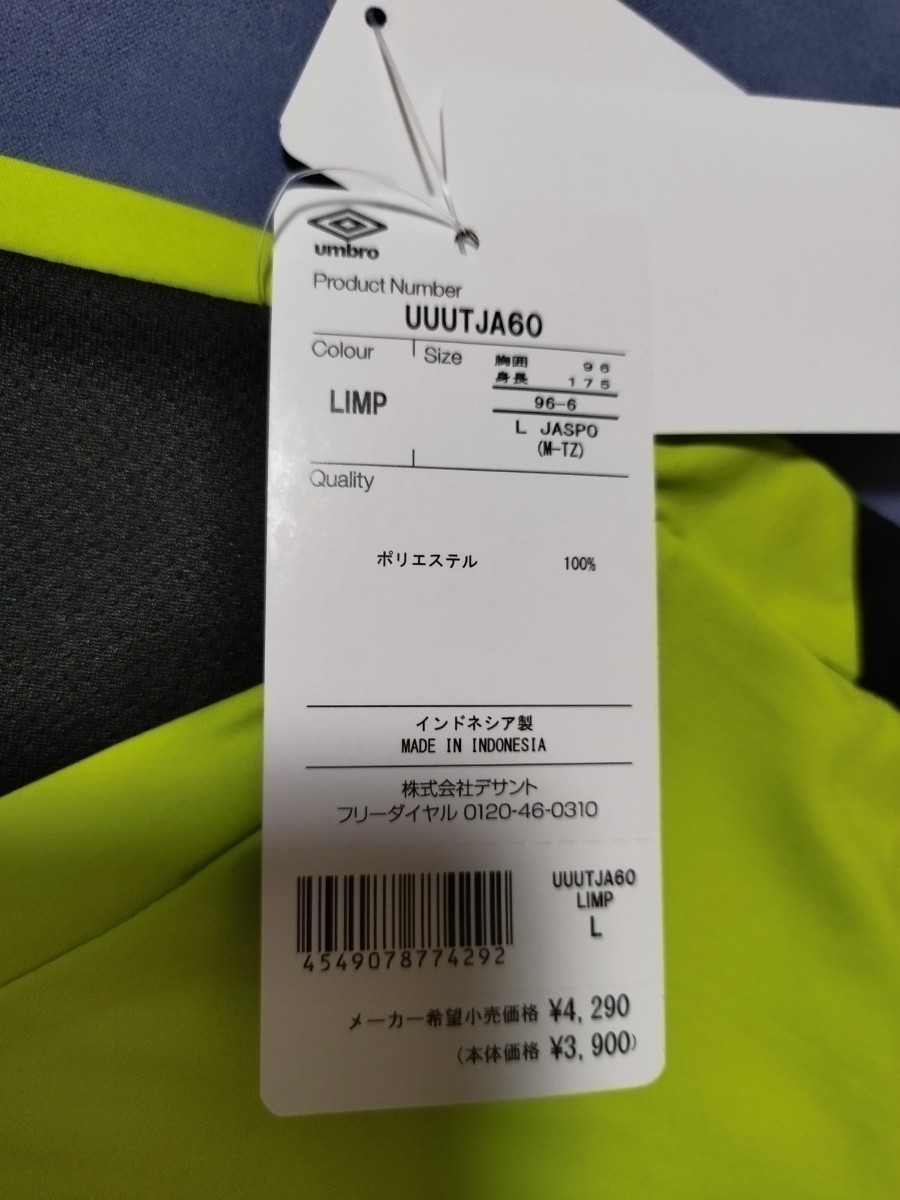 umbro
Product Number
UUUTJA60
Colour
LIMP
Size
胸囲 96
身長 175
96-6
L JASPO
(M-TZ)
Quality
ポリエステル 100%
インドネシア製
MADE IN INDONESIA
株式会社デサント
フリーダイヤル 0120-46-0310
UUUTJA60
LIMP
L
4549078774292
メーカー希望小売価格 ¥4,290
(本体価格 ¥3,900)